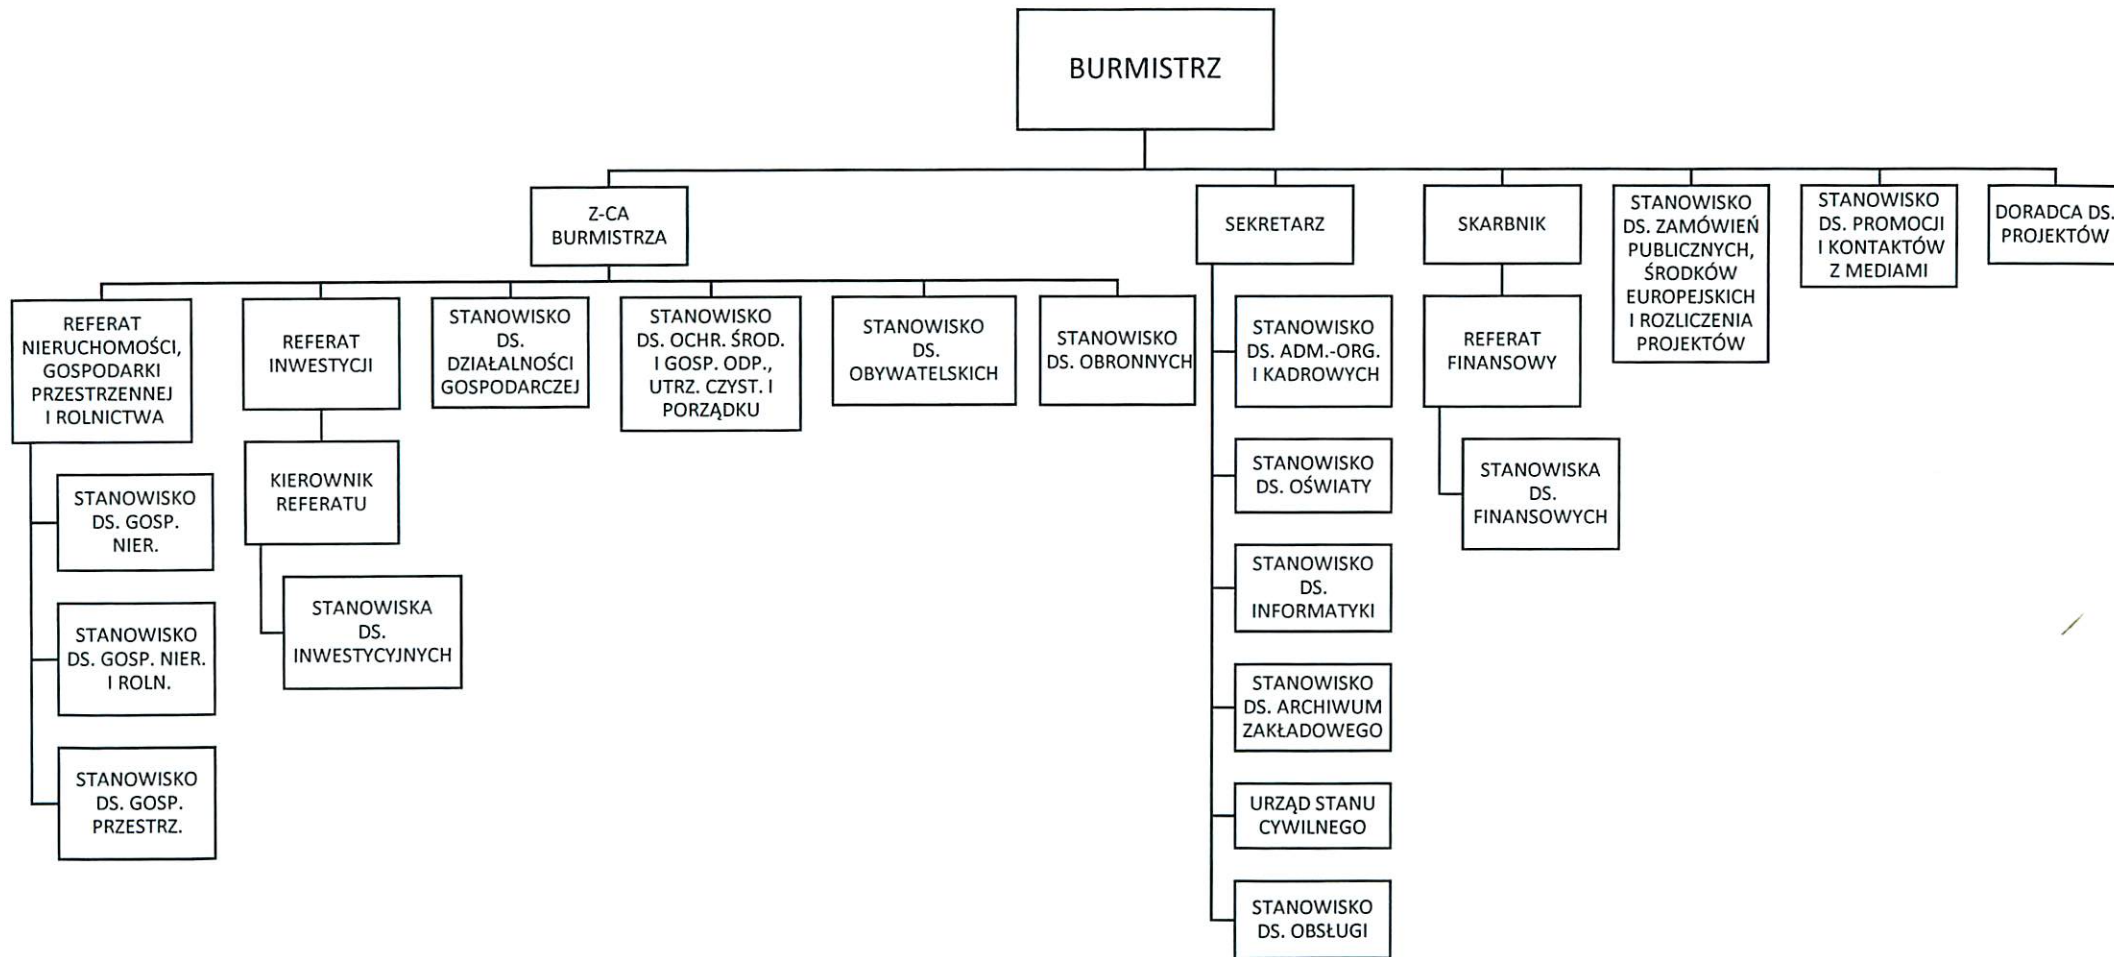 BURMISTRZ
Z-CA
BURMISTRZA
SEKRETARZ
SKARBNIK
STANOWISKO
DS. ZAMÓWIEŃ
PUBLICZNYCH,
ŚRODKÓW
EUROPEJSKICH
I ROZLICZENIA
PROJEKTÓW
STANOWISKO
DS. PROMOCJI
I KONTAKTÓW
Z MEDIAMI
DORADCA DS.
PROJEKTÓW
REFERAT
NIERUCHOMOŚCI,
GOSPODARKI
PRZESTRZENNEJ
I ROLNICTWA
REFERAT
INWESTYCJI
STANOWISKO
DS.
DZIAŁALNOŚCI
GOSPODARCZEJ
STANOWISKO
DS. OCHR. ŚROD.
I GOSP. ODP.,
UTRZ. CZYST. I
PORZĄDKU
STANOWISKO
DS.
OBYWATELSKICH
STANOWISKO
DS. OBRONNYCH
STANOWISKO
DS. ADM.-ORG.
I KADROWYCH
REFERAT
FINANSOWY
STANOWISKO
DS. GOSP.
NIER.
KIEROWNIK
REFERATU
STANOWISKO
DS. OŚWIATY
STANOWISKA
DS.
FINANSOWYCH
STANOWISKO
DS. GOSP. NIER.
I ROLN.
STANOWISKA
DS.
INWESTYCYJNYCH
STANOWISKO
DS.
INFORMATYKI
STANOWISKO
DS. ARCHIWUM
ZAKŁADOWEGO
STANOWISKO
DS. GOSP.
PRZESTRZ.
URZĄD STANU
CYWILNEGO
STANOWISKO
DS. OBSŁUGI